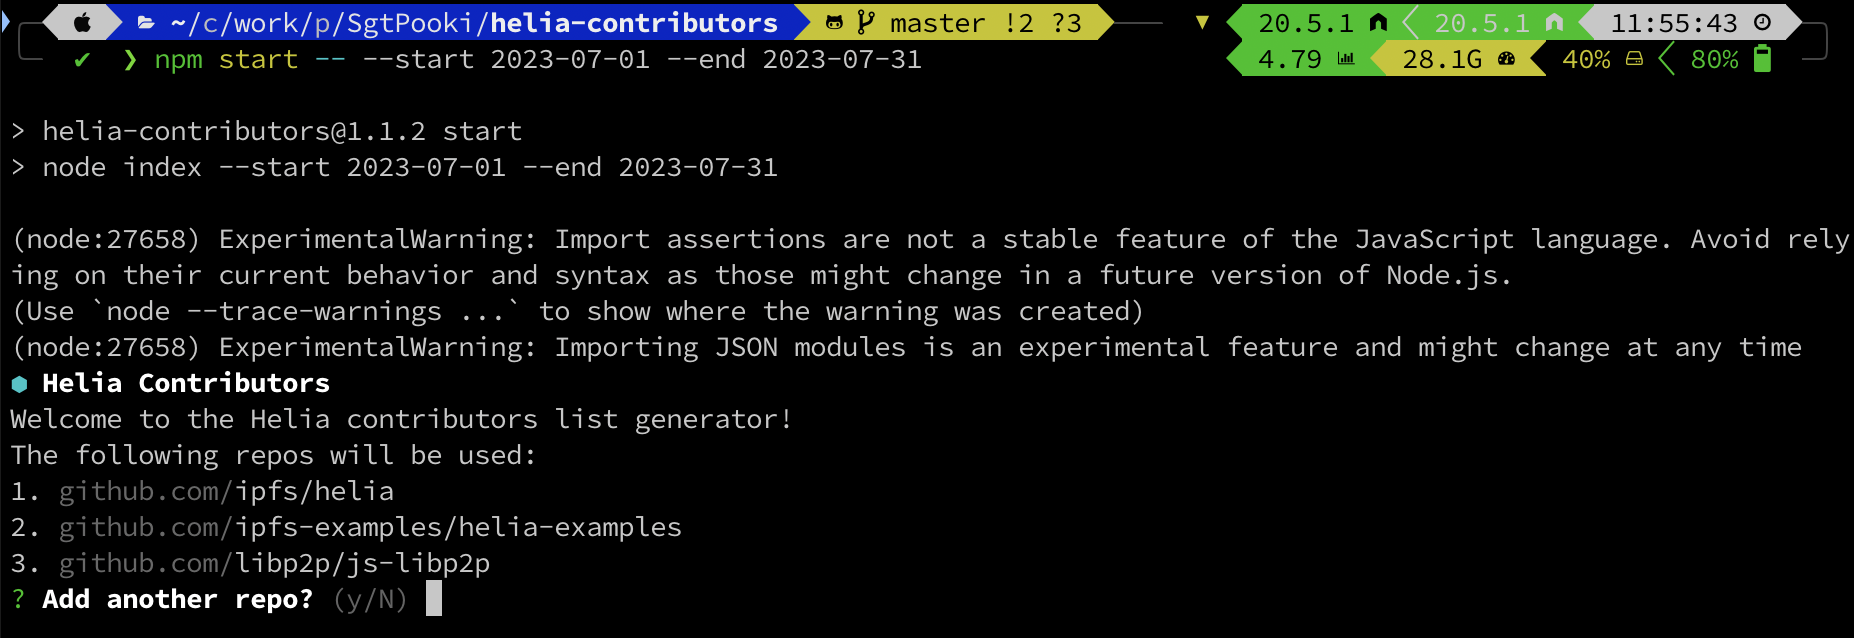 ~/c/work/p/SgtPooki/helia-contributors master !2 ?3 20.5.1 20.5.1 11:55:43
✔ ❯ npm start -- --start 2023-07-01 --end 2023-07-31 4.79 28.1G 40% 80%
> helia-contributors@1.1.2 start
> node index --start 2023-07-01 --end 2023-07-31
(node:27658) ExperimentalWarning: Import assertions are not a stable feature of the JavaScript language. Avoid rely
ing on their current behavior and syntax as those might change in a future version of Node.js.
(Use `node --trace-warnings ...` to show where the warning was created)
(node:27658) ExperimentalWarning: Importing JSON modules is an experimental feature and might change at any time
⬢ Helia Contributors
Welcome to the Helia contributors list generator!
The following repos will be used:
1. github.com/ipfs/helia
2. github.com/ipfs-examples/helia-examples
3. github.com/libp2p/js-libp2p
? Add another repo? (y/N)